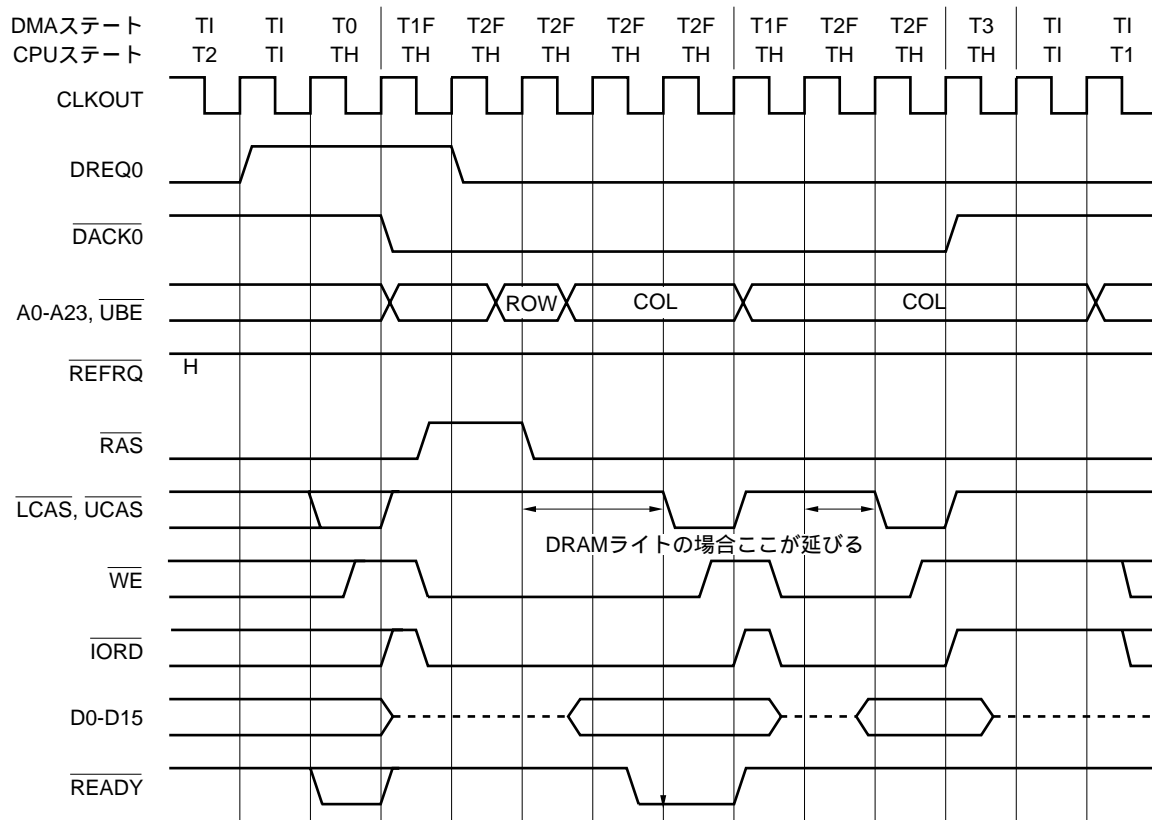 DMAステート TI TI T0 T1F T2F T2F T2F T2F T1F T2F T2F T3 TI TI
CPUステート T2 TI TH TH TH TH TH TH TH TH TH TH TI T1
CLKOUT
DREQ0
DACK0
A0-A23, UBE ROW COL COL
REFRQ H
RAS
LCAS, UCAS
DRAMライトの場合ここが延びる
WE
IORD
D0-D15
READY